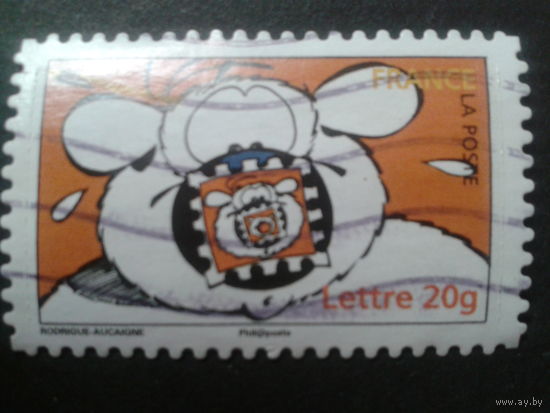 FRANCE
LA POSTE
Lettre 20g
RODRIGUE-AUCAIGNE
Phil@poste
www.ay.by